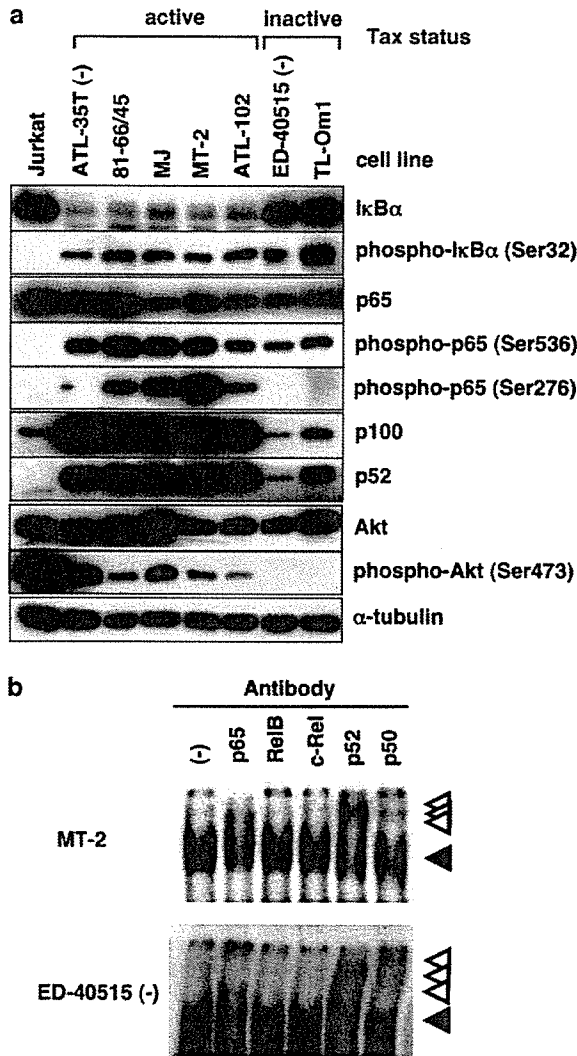 a
active
inactive
Tax status
Jurkat
ATL-35T (-)
81-66/45
MJ
MT-2
ATL-102
ED-40515 (-)
TL-Om1
cell line
IκBα
phospho-IκBα (Ser32)
p65
phospho-p65 (Ser536)
phospho-p65 (Ser276)
p100
p52
Akt
phospho-Akt (Ser473)
α-tubulin
b
Antibody
(-)
p65
RelB
c-Rel
p52
p50
MT-2
ED-40515 (-)